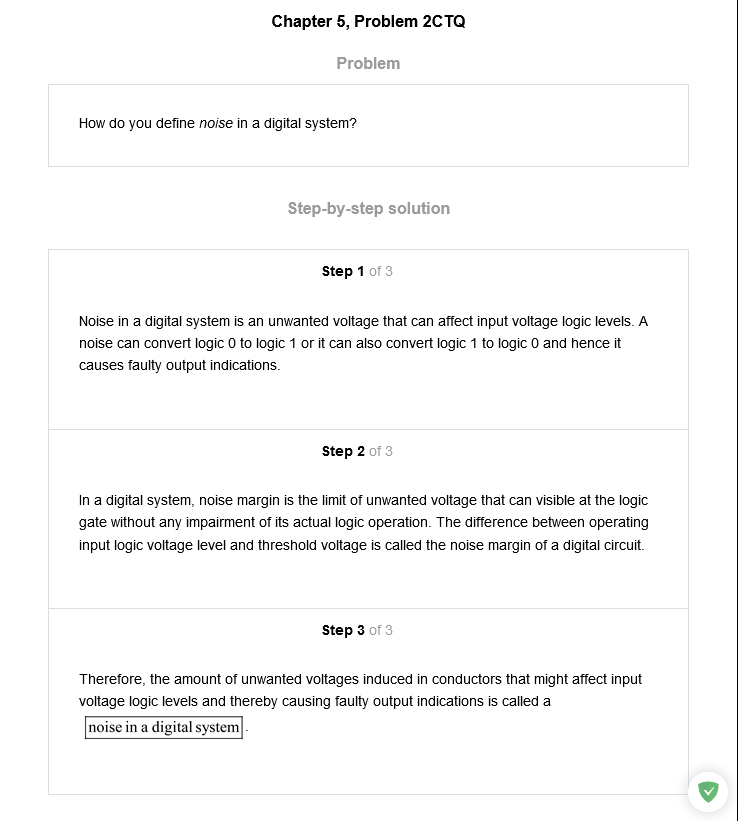 Chapter 5, Problem 2CTQ
Problem
How do you define noise in a digital system?
Step-by-step solution
Step 1 of 3
Noise in a digital system is an unwanted voltage that can affect input voltage logic levels. A
noise can convert logic 0 to logic 1 or it can also convert logic 1 to logic 0 and hence it
causes faulty output indications.
Step 2 of 3
In a digital system, noise margin is the limit of unwanted voltage that can visible at the logic
gate without any impairment of its actual logic operation. The difference between operating
input logic voltage level and threshold voltage is called the noise margin of a digital circuit.
Step 3 of 3
Therefore, the amount of unwanted voltages induced in conductors that might affect input
voltage logic levels and thereby causing faulty output indications is called a
noise in a digital system.